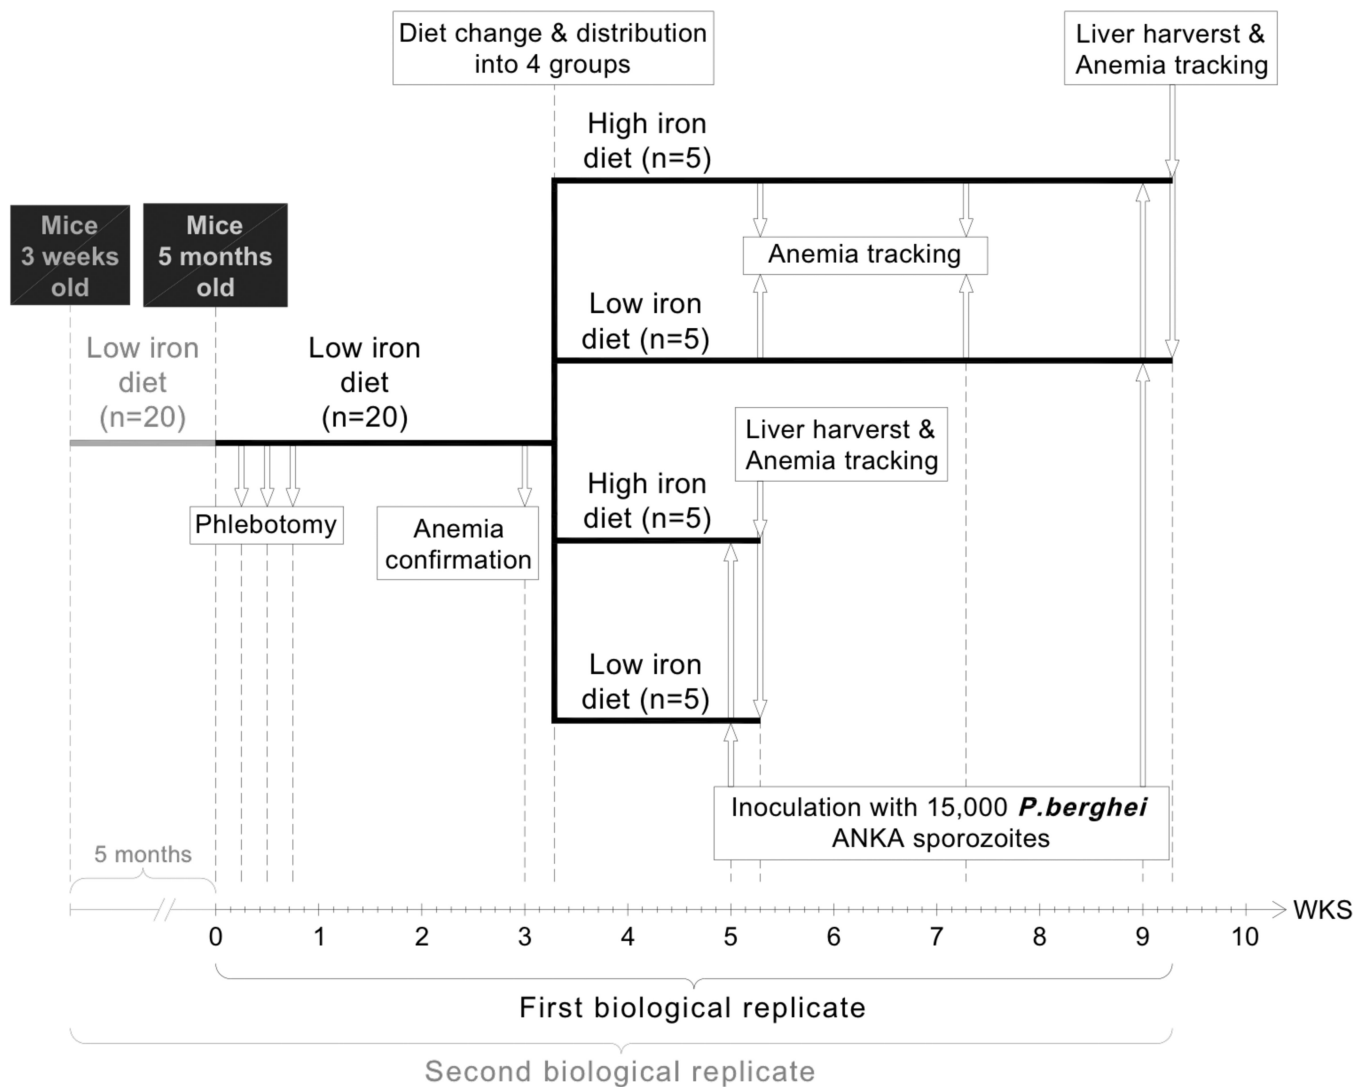 Diet change & distribution
into 4 groups
Liver harverst &
Anemia tracking
High iron
diet (n=5)
Mice
3 weeks
old
Mice
5 months
old
Anemia tracking
Low iron
diet (n=5)
Low iron
diet
(n=20)
Low iron
diet
(n=20)
Liver harverst &
Anemia tracking
High iron
diet (n=5)
Phlebotomy
Anemia
confirmation
Low iron
diet (n=5)
Inoculation with 15,000 P.berghei
ANKA sporozoites
5 months
0 1 2 3 4 5 6 7 8 9 10 WKS
First biological replicate
Second biological replicate